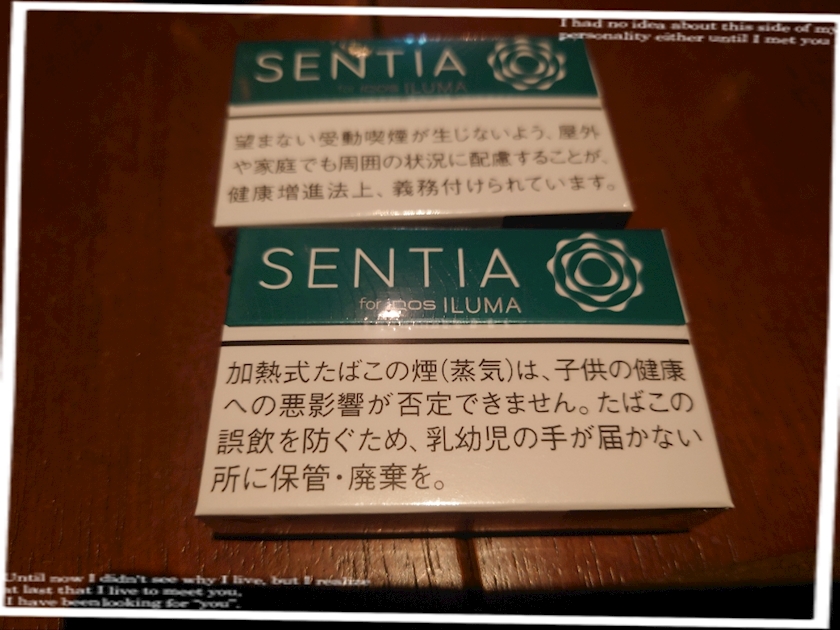 I had no idea about this side of my
personality either until I met you
SENTIA
for iqos ILUMA
望まない受動喫煙が生じないよう、屋外
や家庭でも周囲の状況に配慮することが、
健康増進法上、義務付けられています。
SENTIA
for iqos ILUMA
加熱式たばこの煙(蒸気)は、子供の健康
への悪影響が否定できません。たばこの
誤飲を防ぐため、乳幼児の手が届かない
所に保管・廃棄を。
Until now I didn't see why I live, but I realize
at last that I live to meet you.
I have been looking for "you".